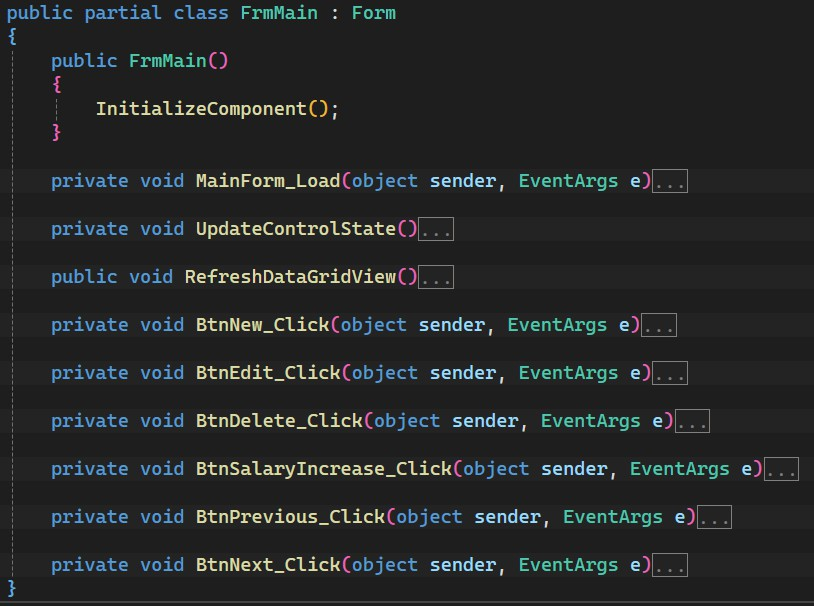 public partial class FrmMain : Form
{
public FrmMain()
{
InitializeComponent();
}
private void MainForm_Load(object sender, EventArgs e)...
private void UpdateControlState()...
public void RefreshDataGridView()...
private void BtnNew_Click(object sender, EventArgs e)...
private void BtnEdit_Click(object sender, EventArgs e)...
private void BtnDelete_Click(object sender, EventArgs e)...
private void BtnSalaryIncrease_Click(object sender, EventArgs e)...
private void BtnPrevious_Click(object sender, EventArgs e)...
private void BtnNext_Click(object sender, EventArgs e)...
}